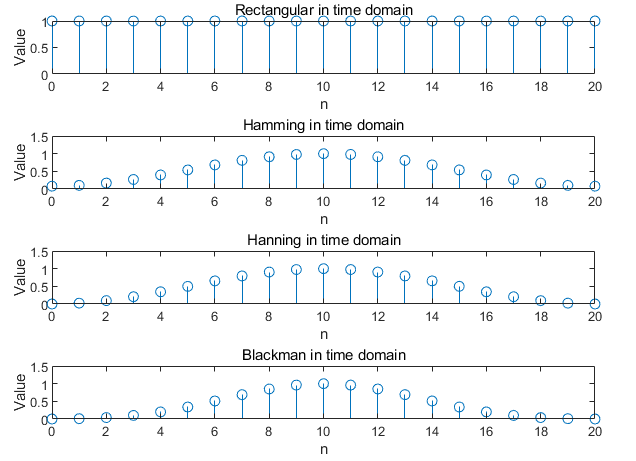 Rectangular in time domain
1
0.5
0
Value
0 2 4 6 8 10 12 14 16 18 20
n
Hamming in time domain
1.5
1
0.5
0
Value
0 2 4 6 8 10 12 14 16 18 20
n
Hanning in time domain
1.5
1
0.5
0
Value
0 2 4 6 8 10 12 14 16 18 20
n
Blackman in time domain
1.5
1
0.5
0
Value
0 2 4 6 8 10 12 14 16 18 20
n